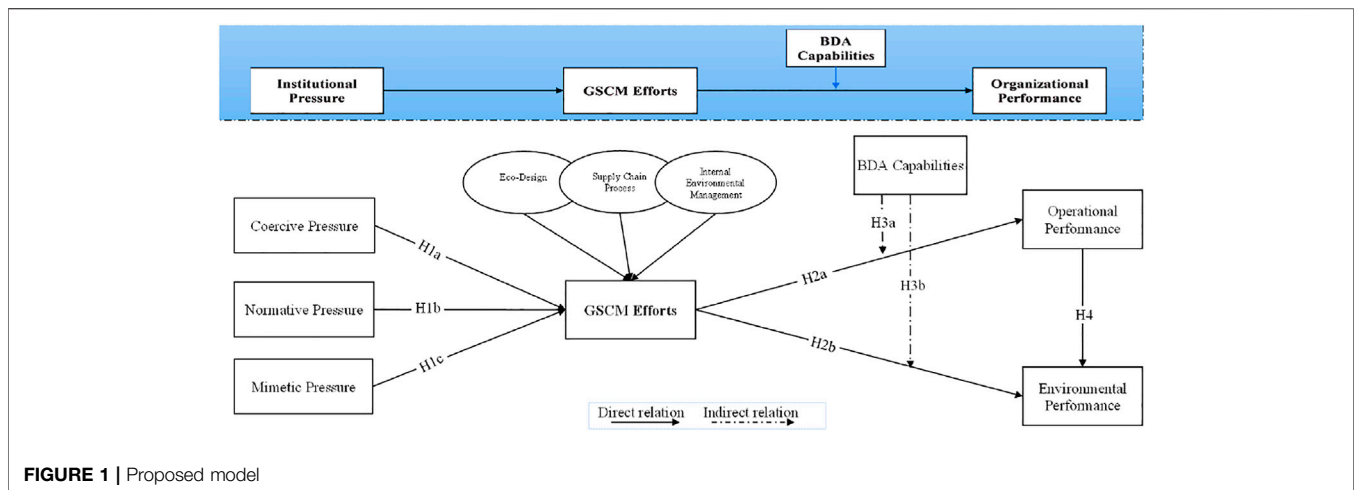 BDA
Capabilities
Institutional
Pressure
GSCM Efforts
Organizational
Performance
Eco-Design
Supply Chain
Process
Internal
Environmental
Management
BDA Capabilities
Coercive Pressure
Normative Pressure
Mimetic Pressure
H1a
H1b
H1c
GSCM Efforts
H3a
H3b
H2a
H2b
Operational
Performance
H4
Environmental
Performance
Direct relation
Indirect relation
FIGURE 1 | Proposed model